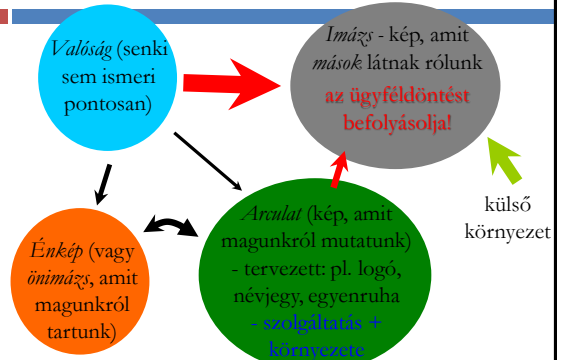 Valóság (senki
sem ismeri
pontosan)
Imázs - kép, amit
mások látnak rólunk
az ügyféldöntést
befolyásolja!
külső
környezet
Énkép (vagy
önimázs, amit
magunkról
tartunk)
Arculat (kép, amit
magunkról mutatunk)
- tervezett: pl. logó,
névjegy, egyenruha
- szolgáltatás +
környezete